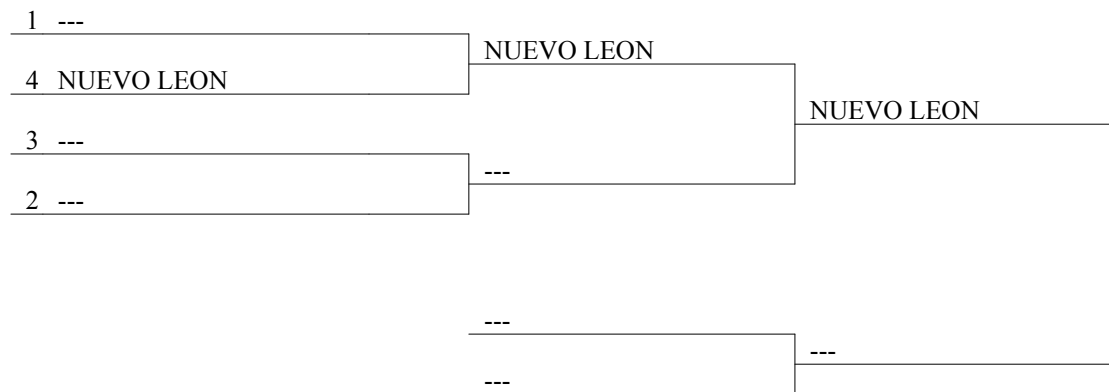 1 ---
NUEVO LEON
4 NUEVO LEON
NUEVO LEON
3 ---
---
2 ---
---
---
---